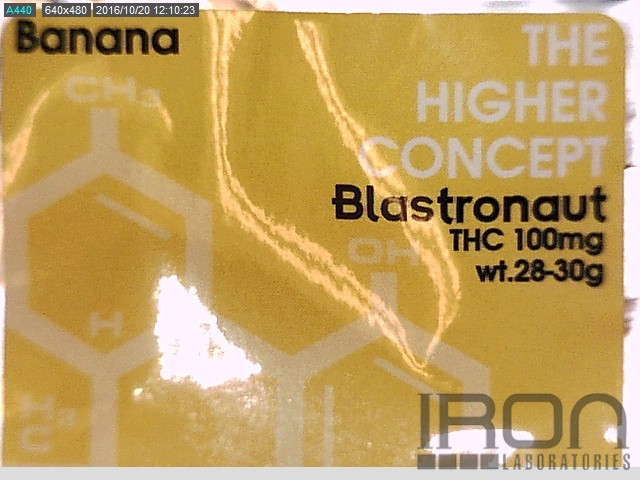 A440 640x480 2016/10/20 12:10:23
Banana
THE
HIGHER
CONCEPT
Blastronaut
THC 100mg
wt.28-30g
CH₃
OH
H
H₃
C
IRON
LABORATORIES